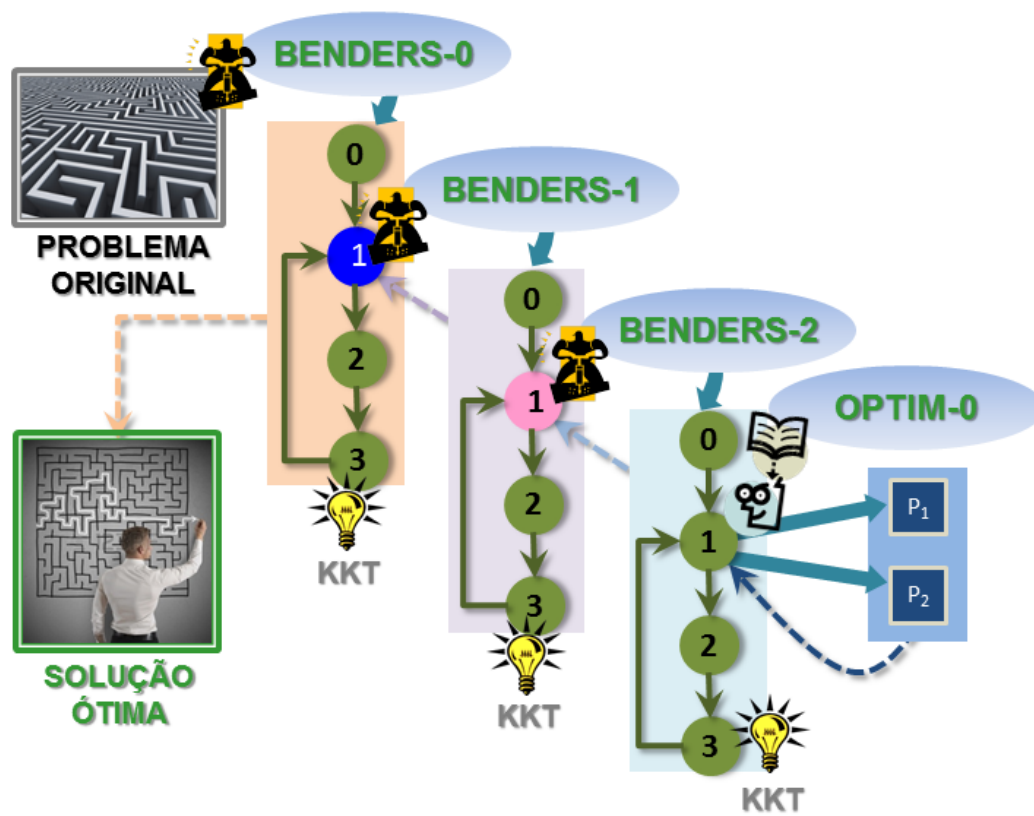 BENDERS-0
PROBLEMA
ORIGINAL
0
1
2
3
KKT
BENDERS-1
0
1
2
3
KKT
BENDERS-2
0
1
2
3
KKT
OPTIM-0
P1
P2
SOLUÇÃO
ÓTIMA